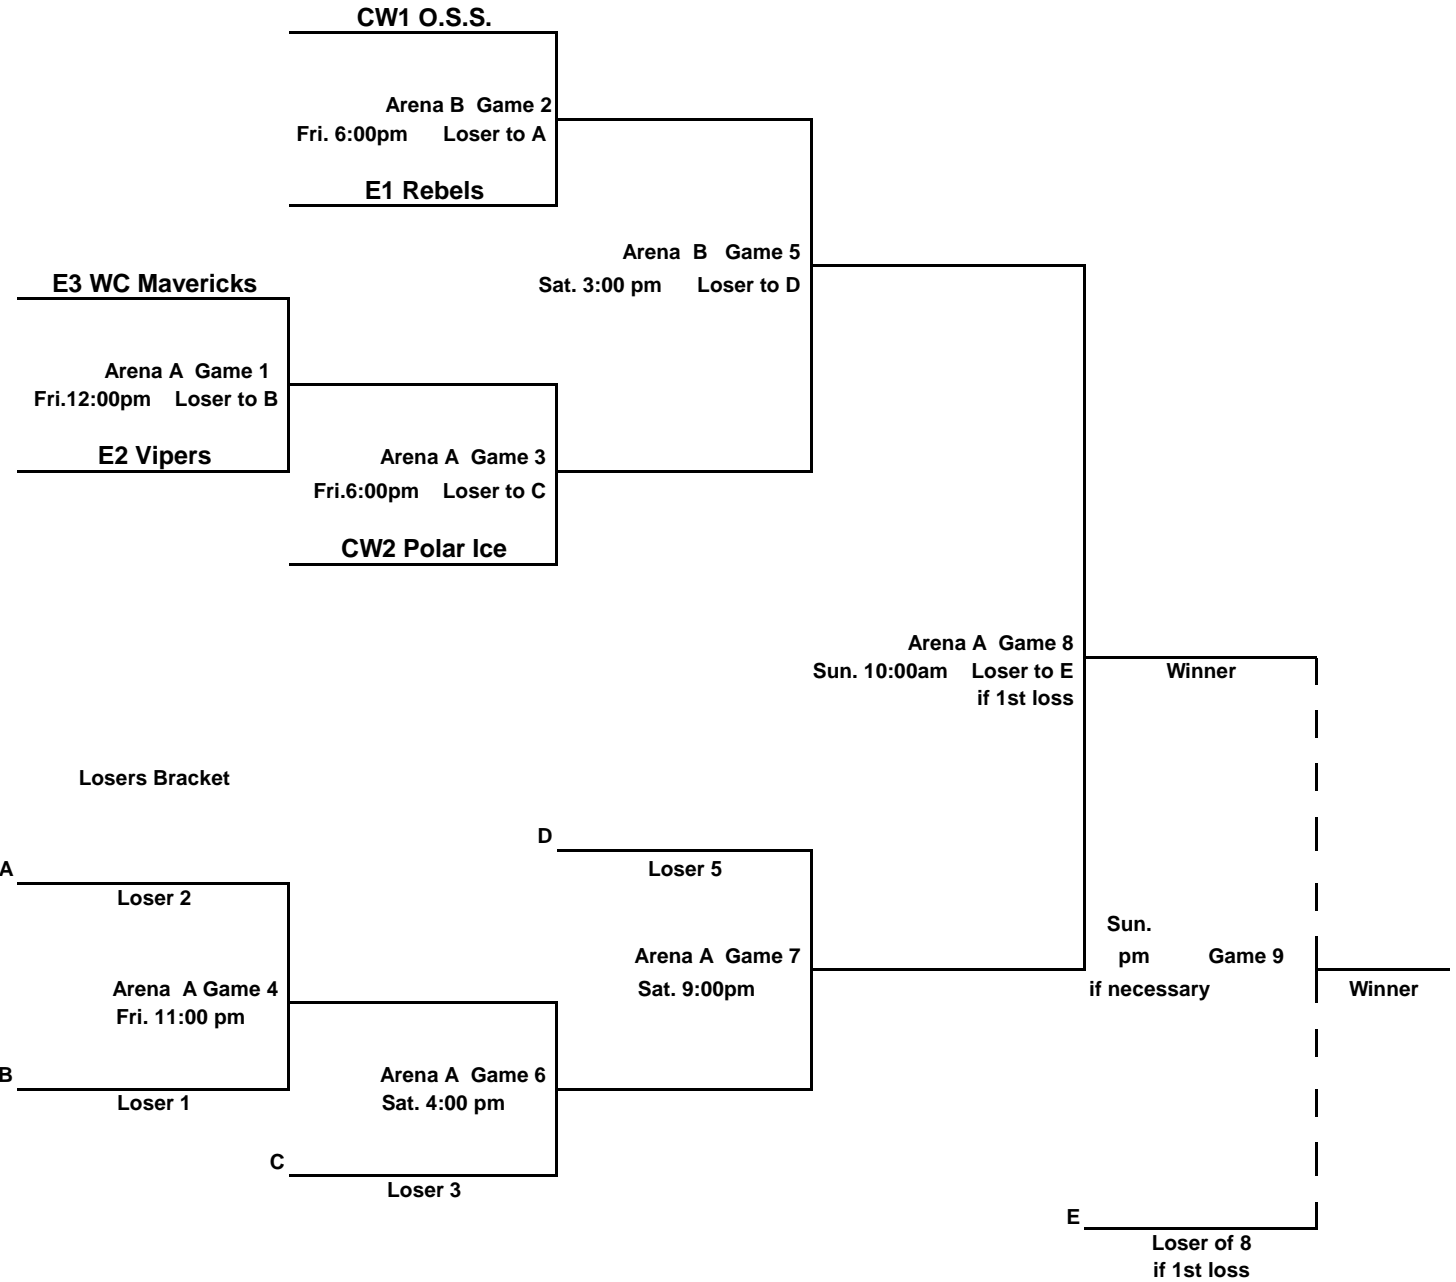 CW1 O.S.S.
Arena B Game 2
Fri. 6:00pm Loser to A
E1 Rebels
Arena B Game 5
Sat. 3:00 pm Loser to D
E3 WC Mavericks
Arena A Game 1
Fri.12:00pm Loser to B
E2 Vipers
Arena A Game 3
Fri.6:00pm Loser to C
CW2 Polar Ice
Arena A Game 8
Sun. 10:00am Loser to E
if 1st loss
Winner
Losers Bracket
D
Loser 5
A
Loser 2
Arena A Game 7
Sat. 9:00pm
Sun.
pm Game 9
if necessary
Winner
Arena A Game 4
Fri. 11:00 pm
B
Loser 1
Arena A Game 6
Sat. 4:00 pm
C
Loser 3
E
Loser of 8
if 1st loss